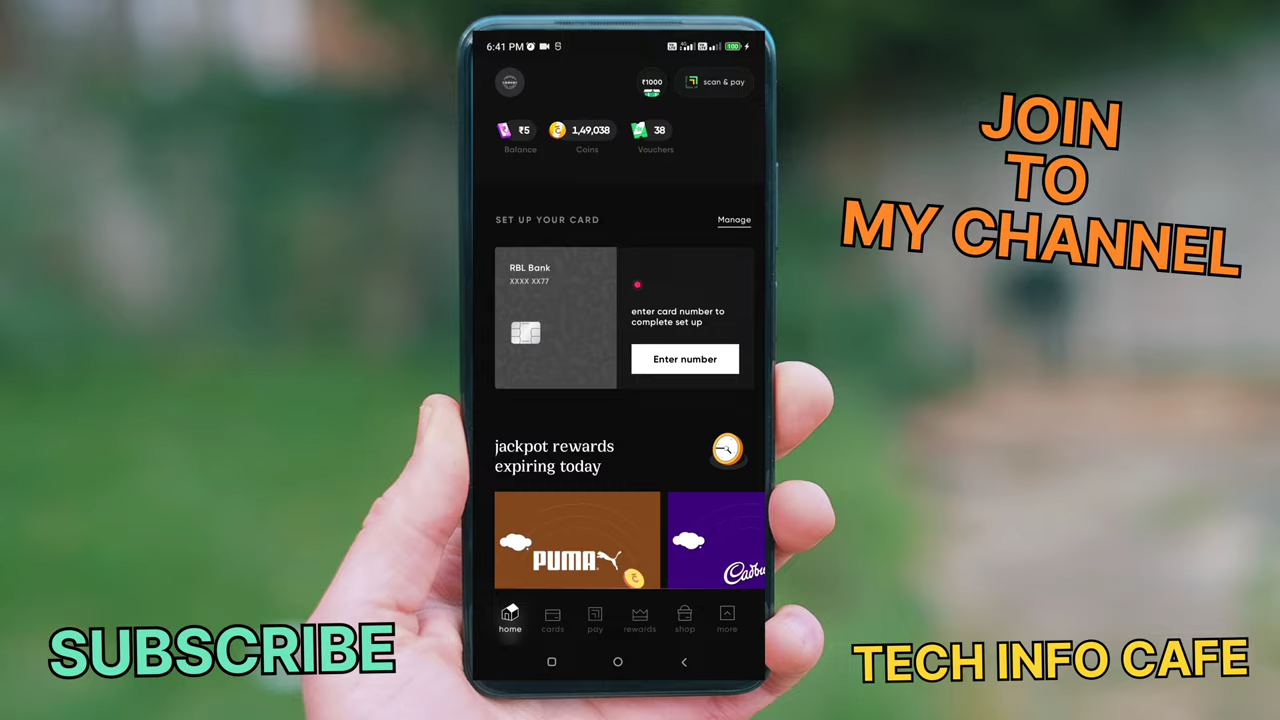 6:41 PM
100
₹1000
scan & pay
₹5
1,49,038
38
Balance
Coins
Vouchers
SET UP YOUR CARD
Manage
RBL Bank
XXXX XX77
enter card number to
complete set up
Enter number
jackpot rewards
expiring today
PUMA
Cadbu
home
cards
pay
rewards
shop
more
JOIN
TO
MY CHANNEL
SUBSCRIBE
TECH INFO CAFE